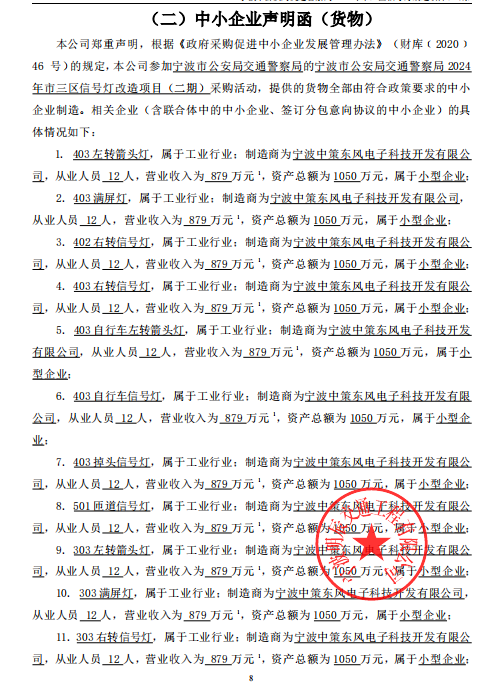 （二）中小企业声明函（货物）
本公司郑重声明，根据《政府采购促进中小企业发展管理办法》（财库﹝2020﹞
46 号）的规定，本公司参加宁波市公安局交通警察局的宁波市公安局交通警察局 2024
年市三区信号灯改造项目（二期）采购活动，提供的货物全部由符合政策要求的中小
企业制造。相关企业（含联合体中的中小企业、签订分包意向协议的中小企业）的具
体情况如下：
1. 403 左转箭头灯，属于工业行业；制造商为宁波中策东风电子科技开发有限公
司，从业人员 12 人，营业收入为 879 万元¹，资产总额为 1050 万元，属于小型企业；
2. 403 满屏灯，属于工业行业；制造商为宁波中策东风电子科技开发有限公司，
从业人员 12 人，营业收入为 879 万元¹，资产总额为 1050 万元，属于小型企业；
3. 402 右转信号灯，属于工业行业；制造商为宁波中策东风电子科技开发有限公
司，从业人员 12 人，营业收入为 879 万元¹，资产总额为 1050 万元，属于小型企业；
4. 403 右转信号灯，属于工业行业；制造商为宁波中策东风电子科技开发有限公
司，从业人员 12 人，营业收入为 879 万元¹，资产总额为 1050 万元，属于小型企业；
5. 403 自行车左转箭头灯，属于工业行业；制造商为宁波中策东风电子科技开发
有限公司，从业人员 12 人，营业收入为 879 万元¹，资产总额为 1050 万元，属于小
型企业；
6. 403 自行车信号灯，属于工业行业；制造商为宁波中策东风电子科技开发有限
公司，从业人员 12 人，营业收入为 879 万元¹，资产总额为 1050 万元，属于小型企
业；
7. 403 掉头信号灯，属于工业行业；制造商为宁波中策东风电子科技开发有限公
司，从业人员 12 人，营业收入为 879 万元¹，资产总额为 1050 万元，属于小型企业；
8. 501 匝道信号灯，属于工业行业；制造商为宁波中策东风电子科技开发有限公
司，从业人员 12 人，营业收入为 879 万元¹，资产总额为 1050 万元，属于小型企业；
9. 303 左转箭头灯，属于工业行业；制造商为宁波中策东风电子科技开发有限公
司，从业人员 12 人，营业收入为 879 万元¹，资产总额为 1050 万元，属于小型企业；
10. 303 满屏灯，属于工业行业；制造商为宁波中策东风电子科技开发有限公司，
从业人员 12 人，营业收入为 879 万元¹，资产总额为 1050 万元，属于小型企业；
11. 303 右转信号灯，属于工业行业；制造商为宁波中策东风电子科技开发有限公
司，从业人员 12 人，营业收入为 879 万元¹，资产总额为 1050 万元，属于小型企业；
8